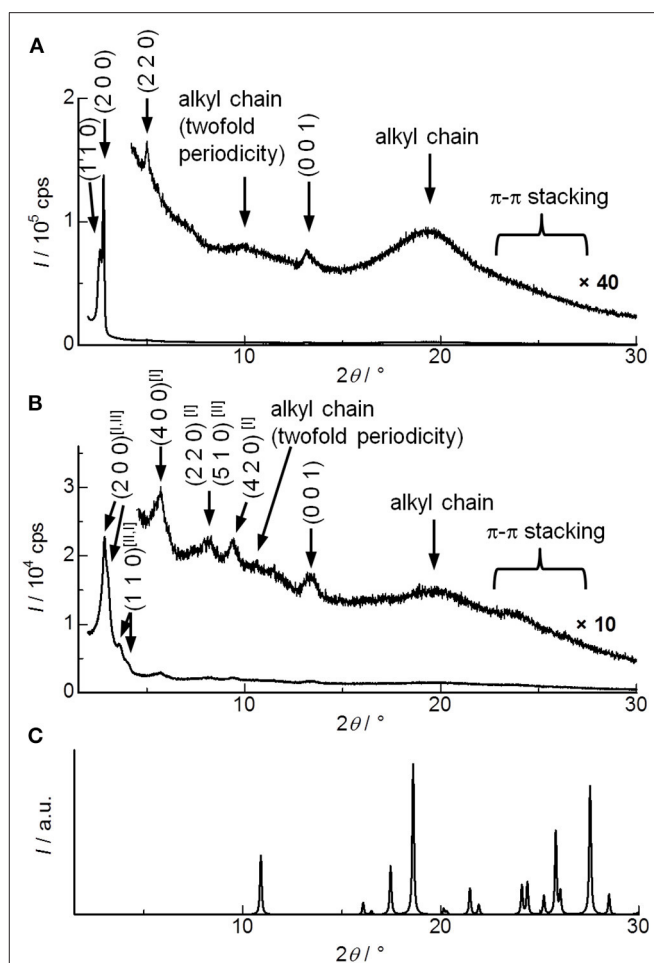 A
(1 1 0)
(2 0 0)
(2 2 0)
alkyl chain
(twofold
periodicity)
(0 0 1)
alkyl chain
π-π stacking
× 40
I / 10⁵ cps
2
1
0
10
20
30
2θ / °
B
(2 0 0)[I,II]
(1 1 0)[II,I]
(4 0 0)[I]
(2 2 0)[I]
(5 1 0)[II]
(4 2 0)[I]
alkyl chain
(twofold periodicity)
(0 0 1)
alkyl chain
π-π stacking
× 10
I / 10⁴ cps
3
2
1
0
10
20
30
2θ / °
C
I / a.u.
10
20
30
2θ / °